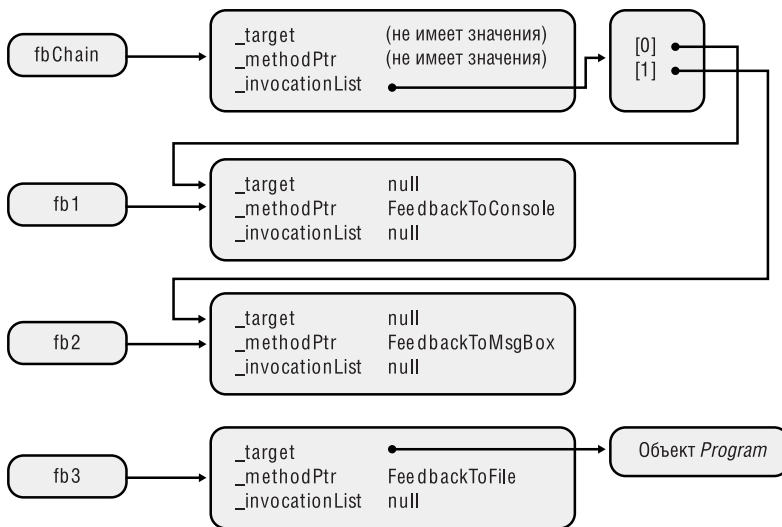 fbChain
_target (не имеет значения)
_methodPtr (не имеет значения)
_invocationList
[0]
[1]
fb1
_target null
_methodPtr FeedbackToConsole
_invocationList null
fb2
_target null
_methodPtr FeedbackToMsgBox
_invocationList null
fb3
_target
_methodPtr FeedbackToFile
_invocationList null
Объект Program